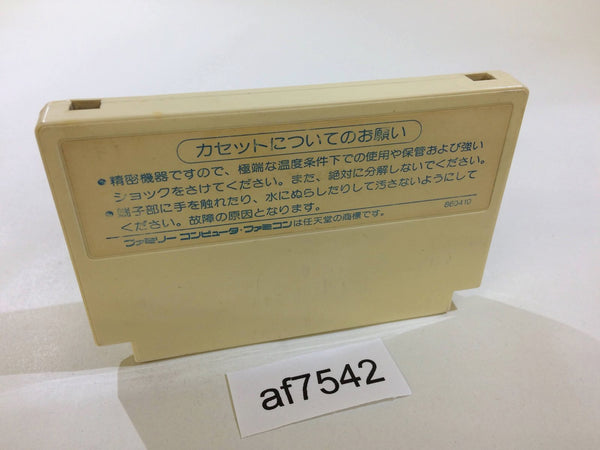 カセットについてのお願い
●精密機器ですので、極端な温度条件下での使用や保管および強い
ショックをさけてください。また、絶対に分解しないでください。
●端子部に手を触れたり、水にぬらしたりして汚さないようにして
ください。故障の原因となります。
860410
ファミリー コンピュータ・ファミコンは任天堂の商標です。
af7542